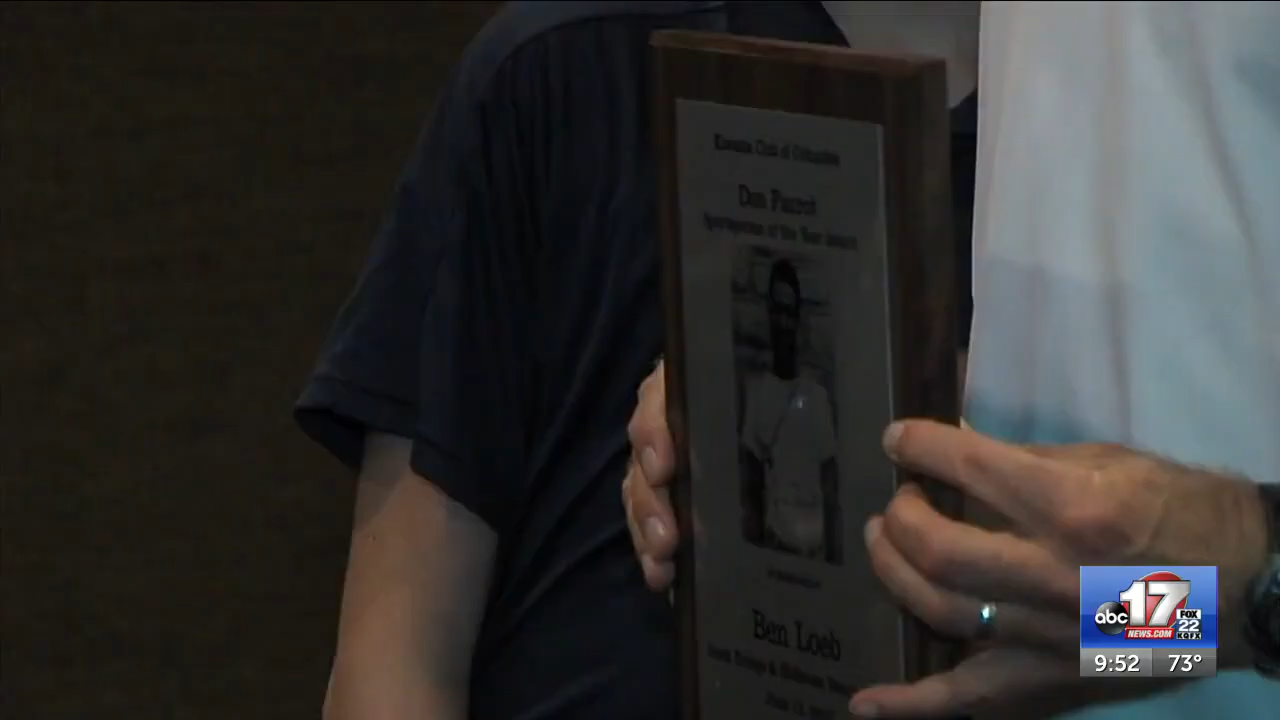 Kiwanis Club of Columbia
Dan Pazrot
Sportsperson of the Year award
Ben Loeb
abc 17
NEWS.COM
FOX
22
KQFX
9:52 73°